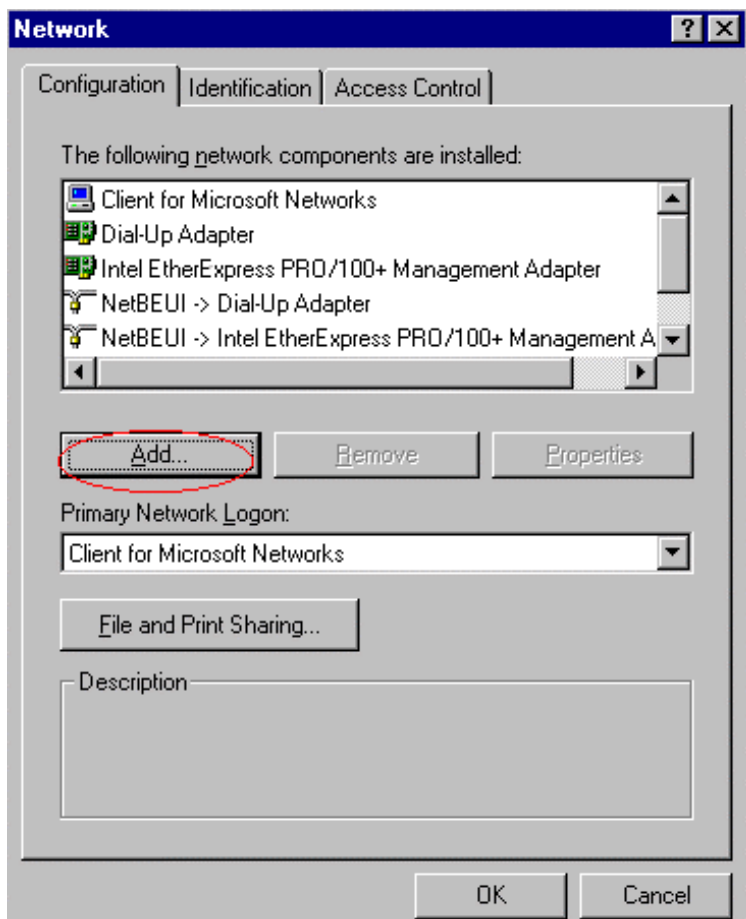 Network
Configuration Identification Access Control
The following network components are installed:
Client for Microsoft Networks
Dial-Up Adapter
Intel EtherExpress PRO/100+ Management Adapter
NetBEUI -> Dial-Up Adapter
NetBEUI -> Intel EtherExpress PRO/100+ Management A
Add... Remove Properties
Primary Network Logon:
Client for Microsoft Networks
File and Print Sharing...
Description
OK Cancel